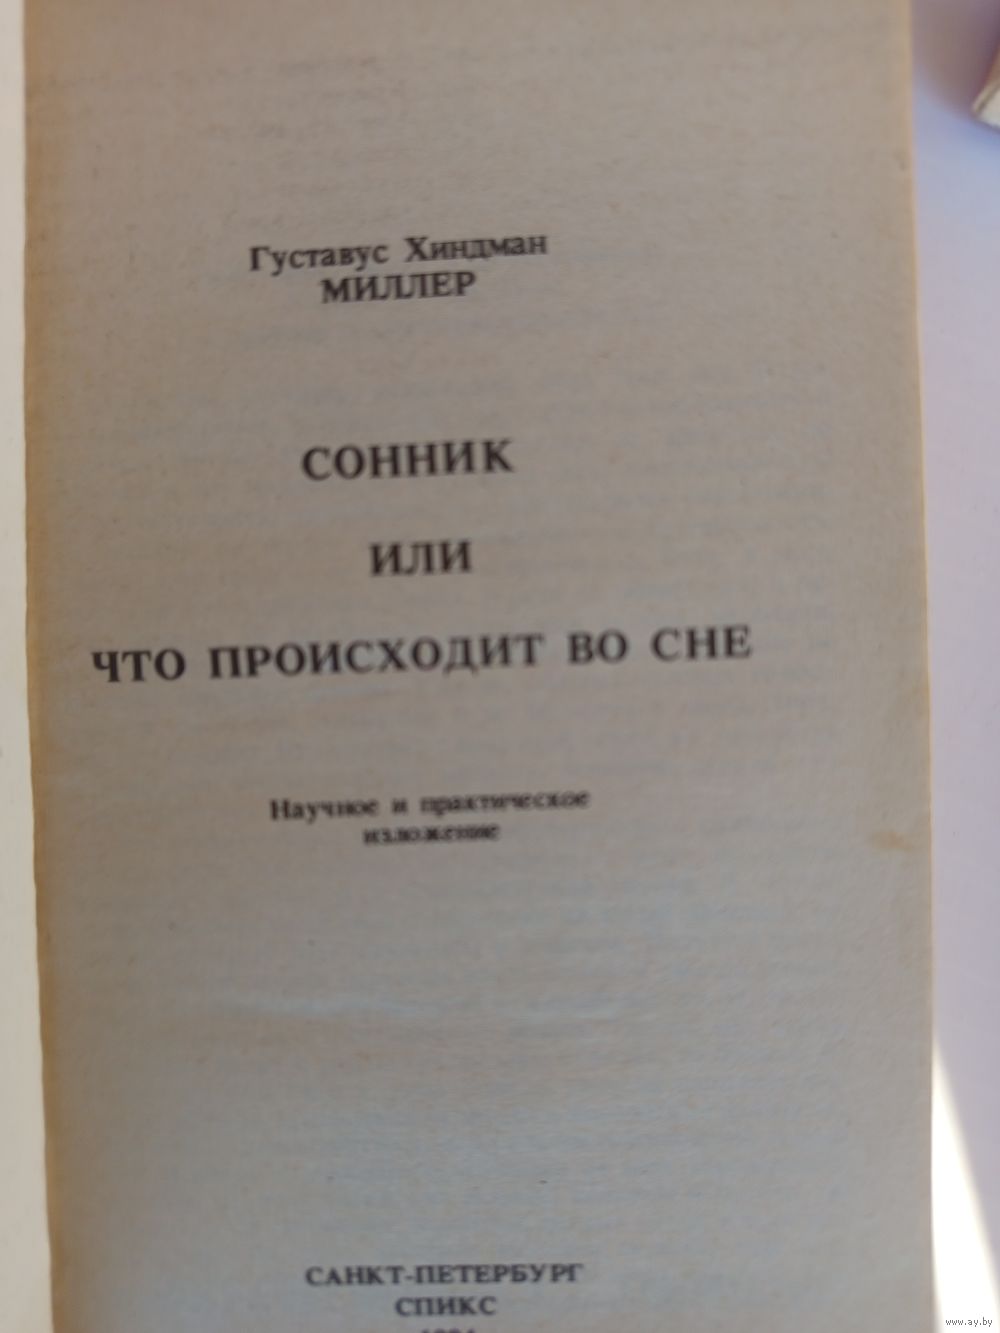 Густавус Хиндман
МИЛЛЕР
СОННИК
ИЛИ
ЧТО ПРОИСХОДИТ ВО СНЕ
Научное и практическое
изложение
САНКТ-ПЕТЕРБУРГ
СПИКС
www.ay.by